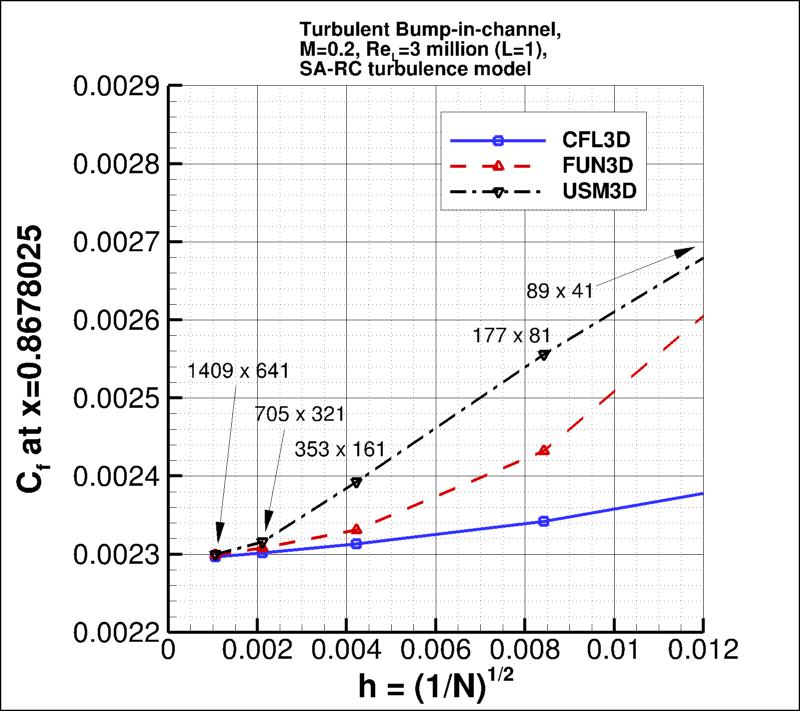 Turbulent Bump-in-channel,
M=0.2, Re_L=3 million (L=1),
SA-RC turbulence model
0.0029
0.0028
0.0027
0.0026
0.0025
0.0024
0.0023
0.0022
C_f at x=0.8678025
CFL3D
FUN3D
USM3D
89 x 41
177 x 81
1409 x 641
705 x 321
353 x 161
0 0.002 0.004 0.006 0.008 0.01 0.012
h = (1/N)^1/2